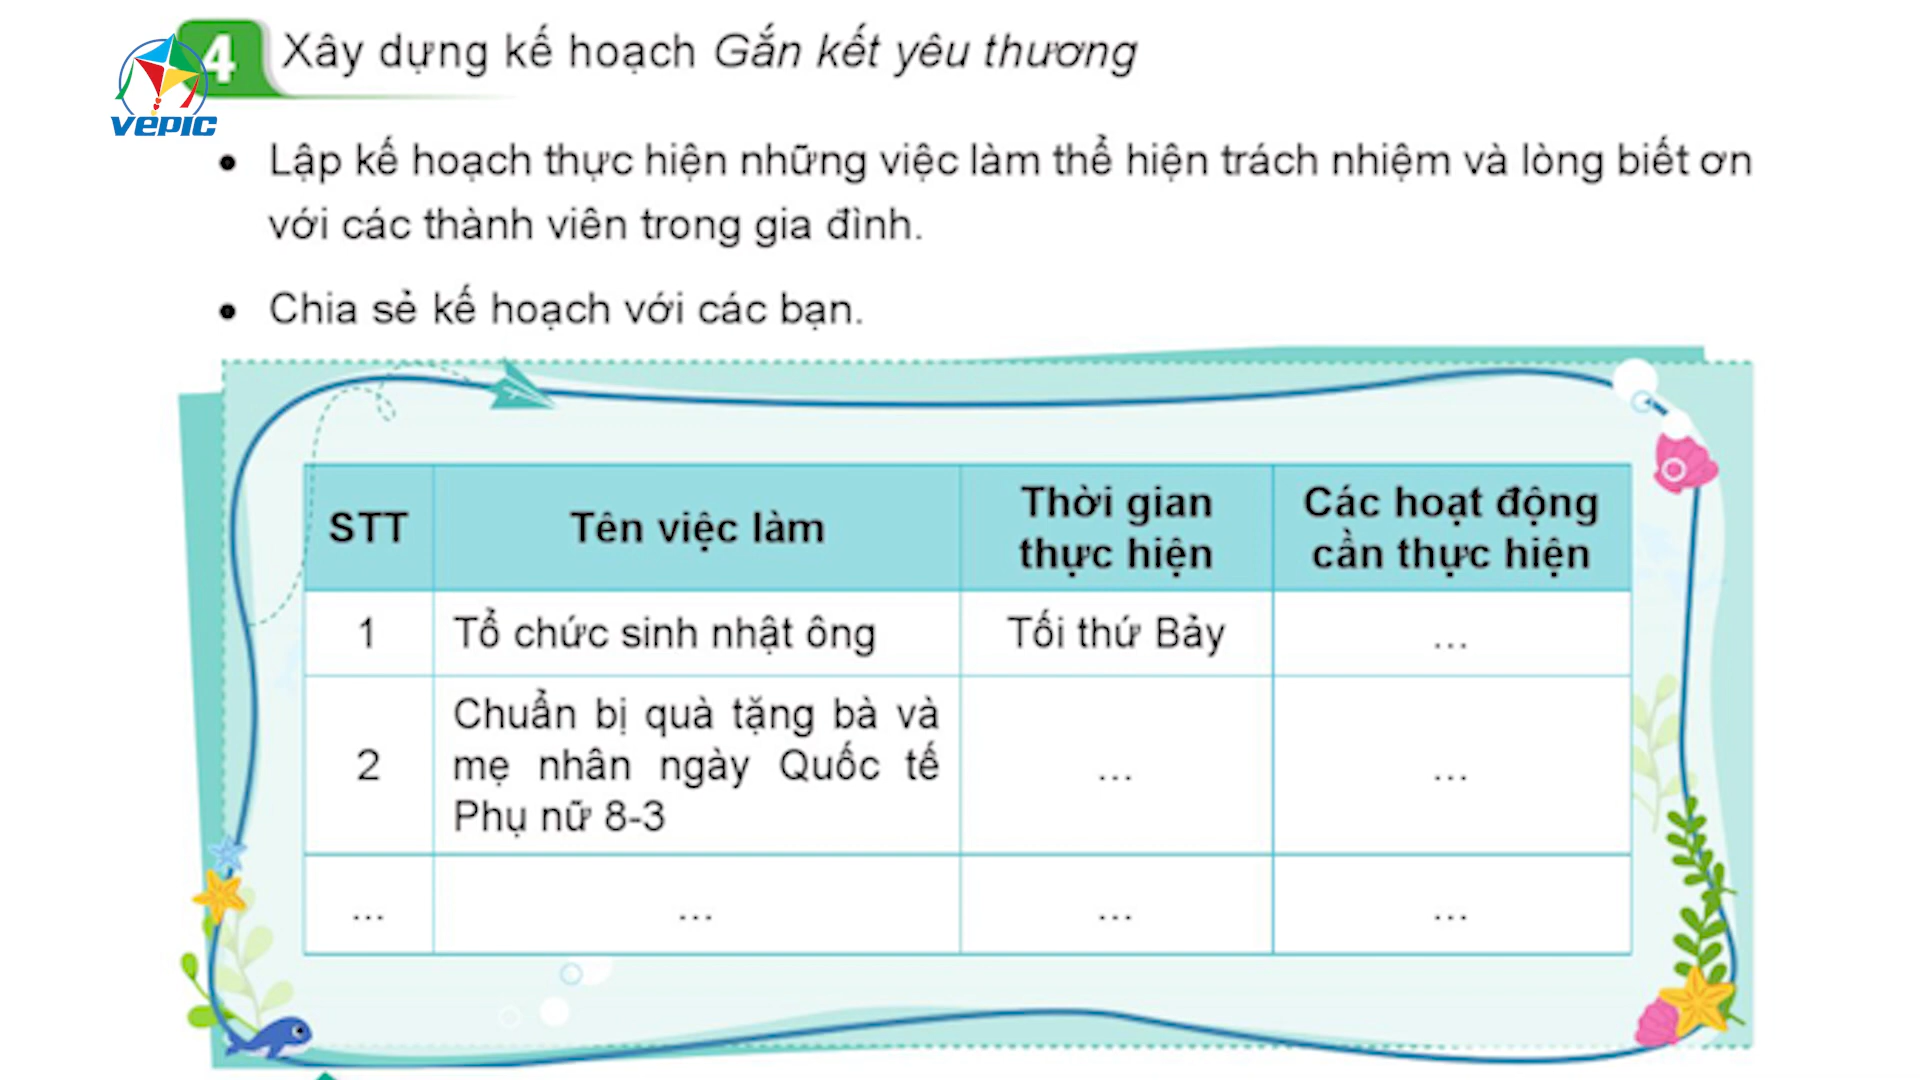 4 Xây dựng kế hoạch Gắn kết yêu thương
VEPIC
• Lập kế hoạch thực hiện những việc làm thể hiện trách nhiệm và lòng biết ơn
với các thành viên trong gia đình.
• Chia sẻ kế hoạch với các bạn.
STT Tên việc làm Thời gian thực hiện Các hoạt động cần thực hiện
1 Tổ chức sinh nhật ông Tối thứ Bảy ...
2 Chuẩn bị quà tặng bà và
mẹ nhân ngày Quốc tế ... ...
Phụ nữ 8-3
... ... ... ...